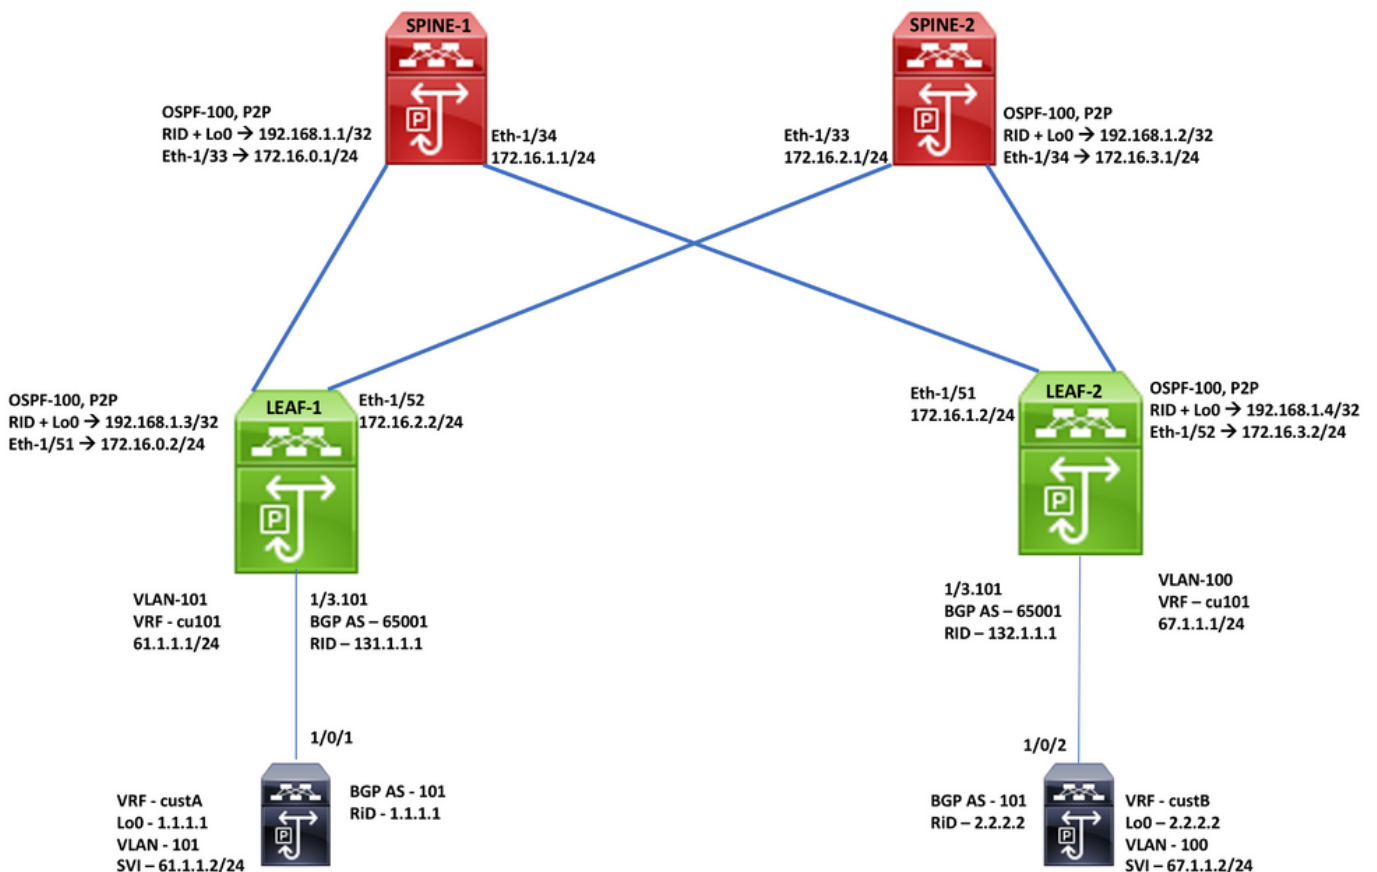 SPINE-1
SPINE-2
OSPF-100, P2P
RID + Lo0 → 192.168.1.1/32
Eth-1/33 → 172.16.0.1/24
P
Eth-1/34
172.16.1.1/24
Eth-1/33
172.16.2.1/24
P
OSPF-100, P2P
RID + Lo0 → 192.168.1.2/32
Eth-1/34 → 172.16.3.1/24
OSPF-100, P2P
RID + Lo0 → 192.168.1.3/32
Eth-1/51 → 172.16.0.2/24
LEAF-1
P
Eth-1/52
172.16.2.2/24
Eth-1/51
172.16.1.2/24
LEAF-2
P
OSPF-100, P2P
RID + Lo0 → 192.168.1.4/32
Eth-1/52 → 172.16.3.2/24
VLAN-101
VRF - cu101
61.1.1.1/24
1/3.101
BGP AS – 65001
RID – 131.1.1.1
1/3.101
BGP AS – 65001
RID – 132.1.1.1
VLAN-100
VRF – cu101
67.1.1.1/24
1/0/1
1/0/2
VRF - custA
Lo0 - 1.1.1.1
VLAN - 101
SVI – 61.1.1.2/24
P
BGP AS - 101
RiD - 1.1.1.1
BGP AS - 101
RiD - 2.2.2.2
P
VRF - custB
Lo0 - 2.2.2.2
VLAN - 100
SVI – 67.1.1.2/24